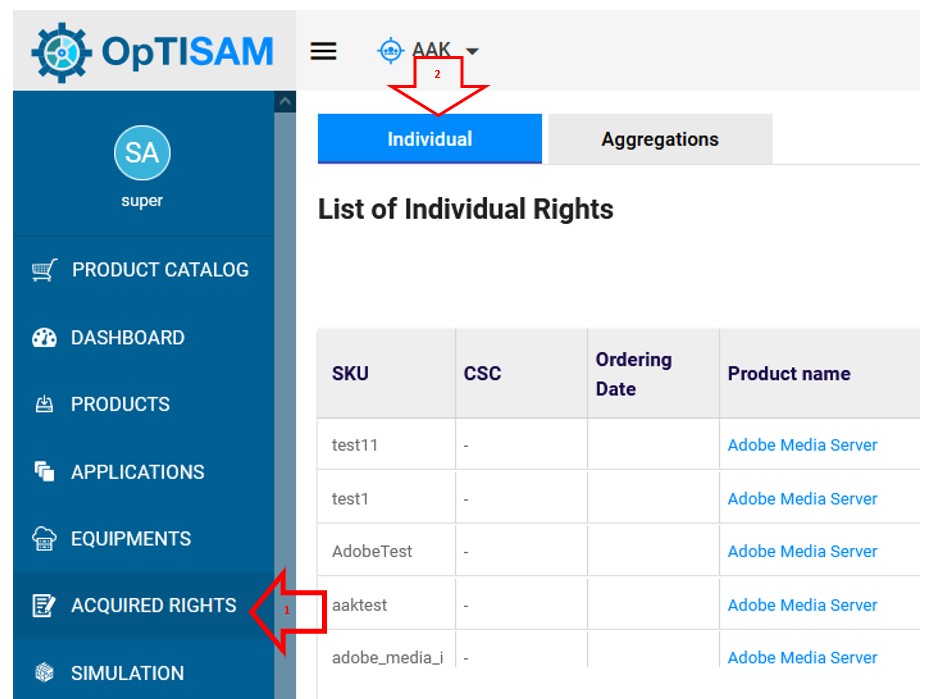 OpTISAM
AAK
2
SA
super
Individual
Aggregations
List of Individual Rights
PRODUCT CATALOG
DASHBOARD
PRODUCTS
APPLICATIONS
EQUIPMENTS
ACQUIRED RIGHTS
1
SIMULATION
SKU CSC Ordering Date Product name
test11 - Adobe Media Server
test1 - Adobe Media Server
AdobeTest - Adobe Media Server
aaktest - Adobe Media Server
adobe_media_i - Adobe Media Server